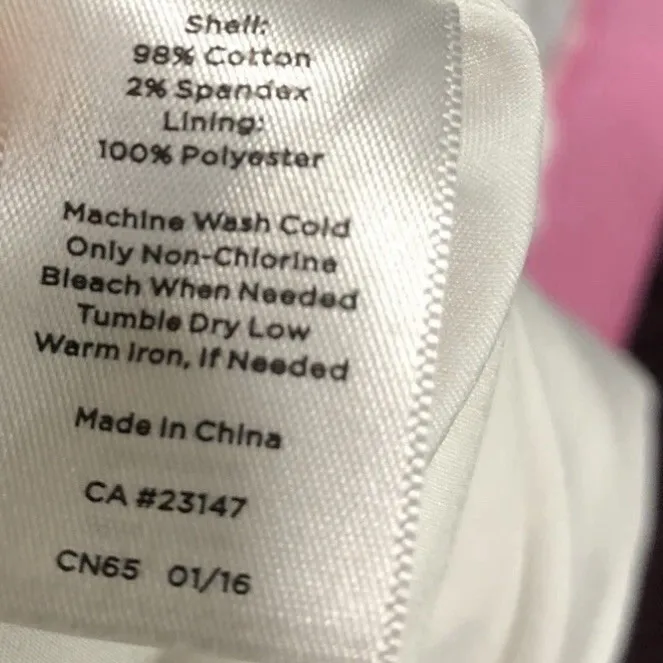 Shell:
98% Cotton
2% Spandex
Lining:
100% Polyester
Machine Wash Cold
Only Non-Chlorine
Bleach When Needed
Tumble Dry Low
Warm Iron, If Needed
Made In China
CA #23147
CN65 01/16